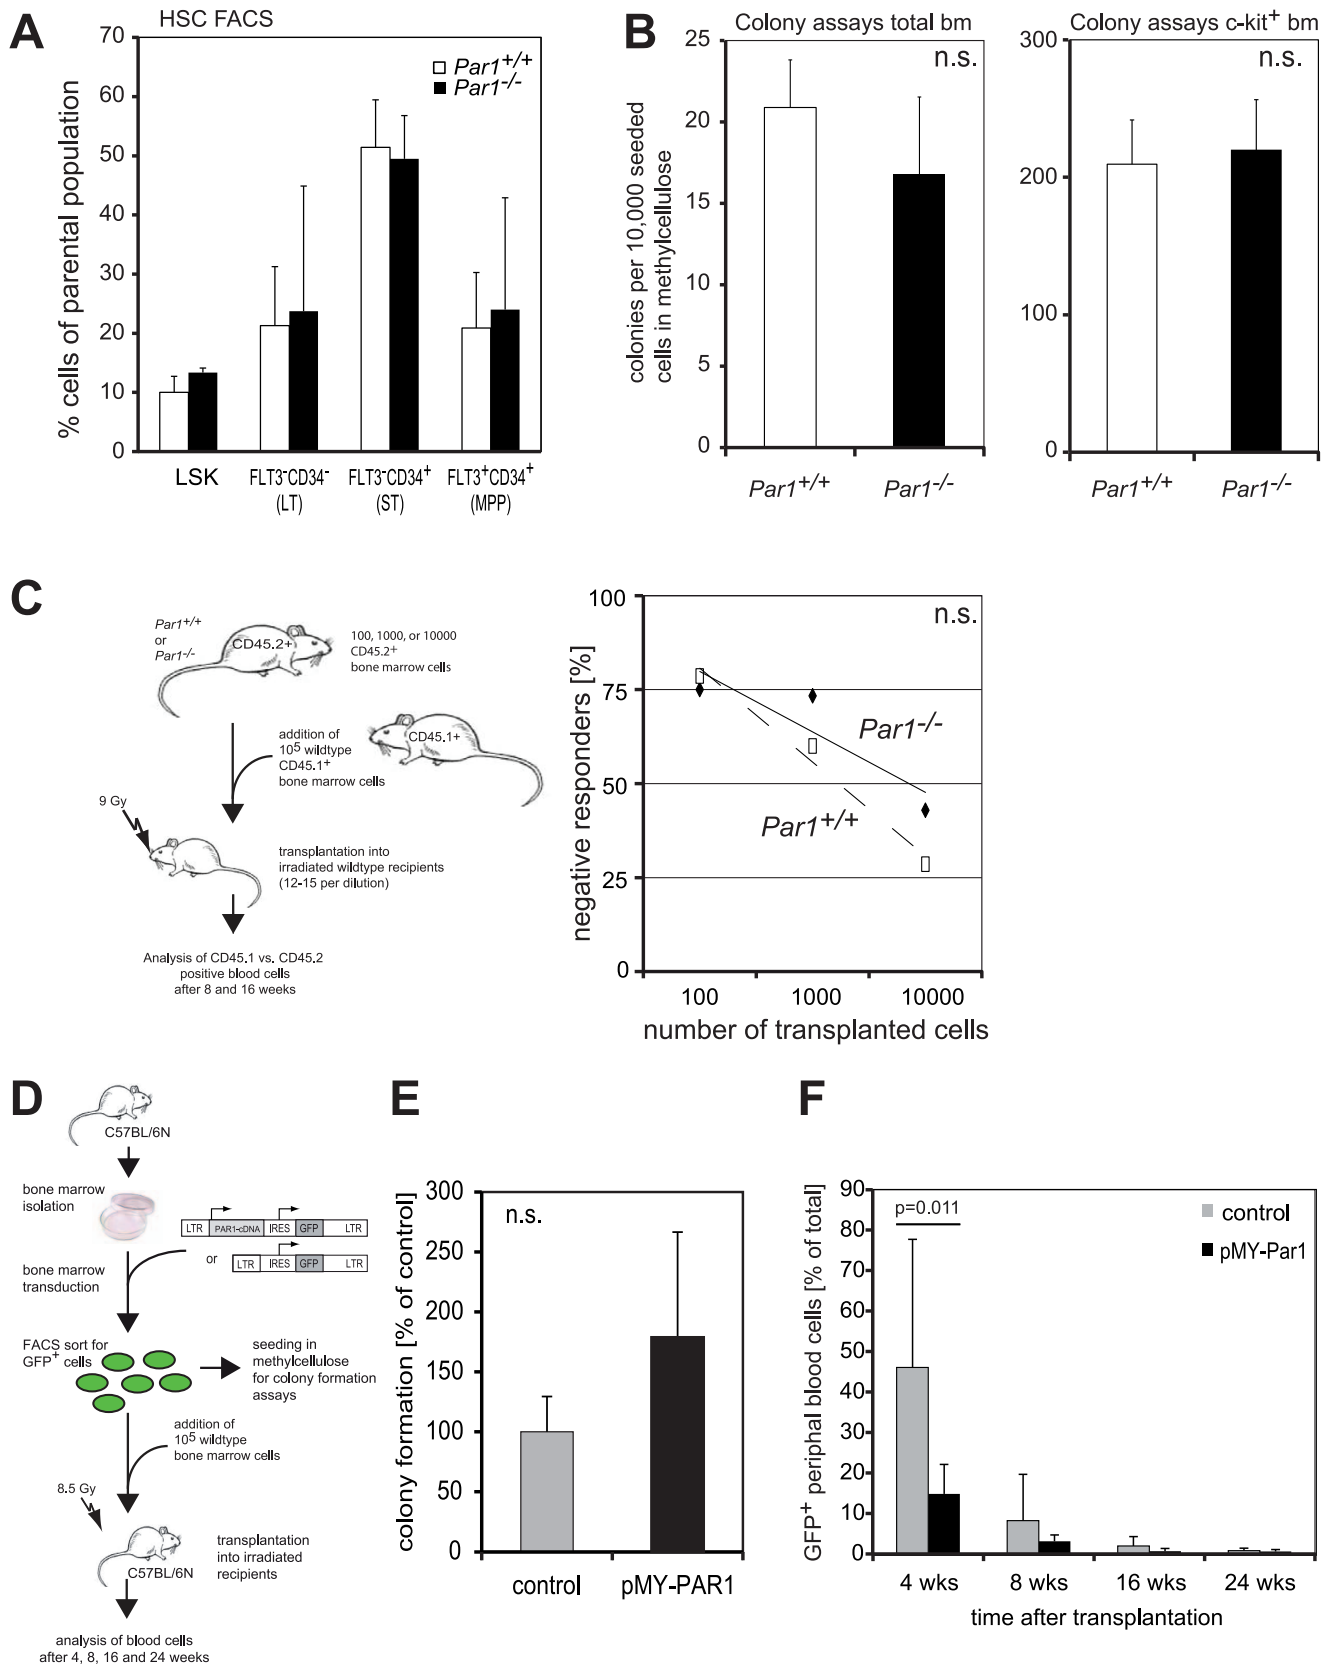 A
HSC FACS
Par1+/+
Par1-/-
% cells of parental population
70
60
50
40
30
20
10
0
LSK
FLT3-CD34-
(LT)
FLT3-CD34+
(ST)
FLT3+CD34+
(MPP)
B
Colony assays total bm
n.s.
colonies per 10,000 seeded
cells in methylcellulose
25
20
15
10
5
0
Par1+/+
Par1-/-
Colony assays c-kit+ bm
n.s.
300
200
100
0
Par1+/+
Par1-/-
C
Par1+/+
or
Par1-/-
CD45.2+
100, 1000, or 10000
CD45.2+
bone marrow cells
addition of
105 wildtype
CD45.1+
bone marrow cells
CD45.1+
9 Gy
transplantation into
irradiated wildtype recipients
(12-15 per dilution)
Analysis of CD45.1 vs. CD45.2
positive blood cells
after 8 and 16 weeks
negative responders [%]
100
75
50
25
0
n.s.
Par1-/-
Par1+/+
100
1000
10000
number of transplanted cells
D
C57BL/6N
bone marrow
isolation
LTR PAR1-cDNA IRES GFP LTR
or
LTR IRES GFP LTR
bone marrow
transduction
FACS sort for
GFP+ cells
seeding in
methylcellulose
for colony formation
assays
addition of
105 wildtype
bone marrow cells
8.5 Gy
C57BL/6N
transplantation
into irradiated
recipients
analysis of blood cells
after 4, 8, 16 and 24 weeks
E
colony formation [% of control]
300
250
200
150
100
50
0
n.s.
control
pMY-PAR1
F
GFP+ periphal blood cells [% of total]
90
80
70
60
50
40
30
20
10
0
p=0.011
control
pMY-Par1
4 wks
8 wks
16 wks
24 wks
time after transplantation